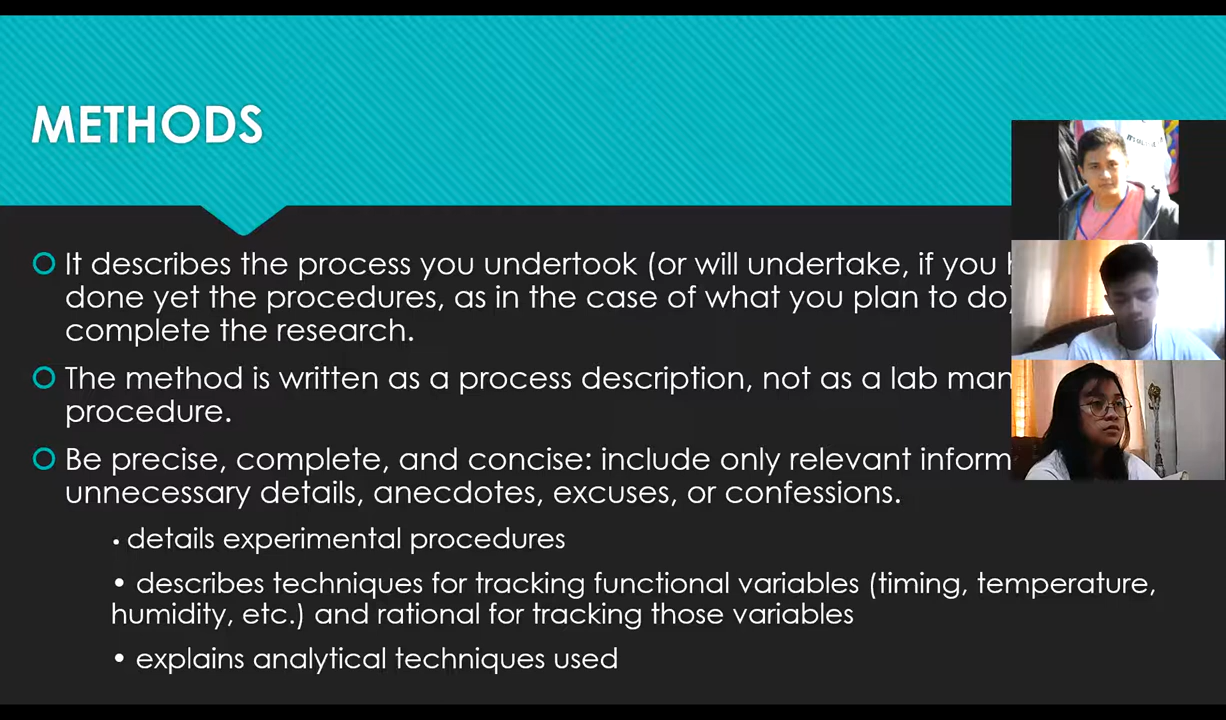 METHODS
It describes the process you undertook (or will undertake, if you
done yet the procedures, as in the case of what you plan to do)
complete the research.
The method is written as a process description, not as a lab
procedure.
Be precise, complete, and concise: include only relevant
unnecessary details, anecdotes, excuses, or confessions.
• details experimental procedures
• describes techniques for tracking functional variables (timing, temperature,
humidity, etc.) and rational for tracking those variables
• explains analytical techniques used